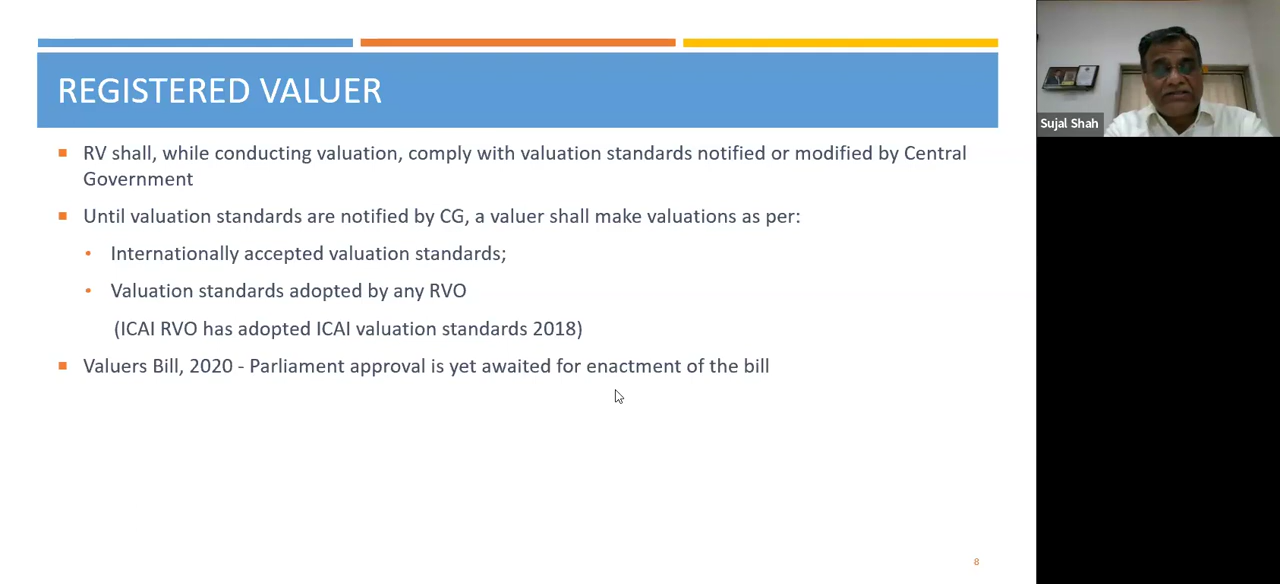 REGISTERED VALUER
RV shall, while conducting valuation, comply with valuation standards notified or modified by Central
Government
Until valuation standards are notified by CG, a valuer shall make valuations as per:
Internationally accepted valuation standards;
Valuation standards adopted by any RVO
(ICAI RVO has adopted ICAI valuation standards 2018)
Valuers Bill, 2020 - Parliament approval is yet awaited for enactment of the bill
8
Sujal Shah